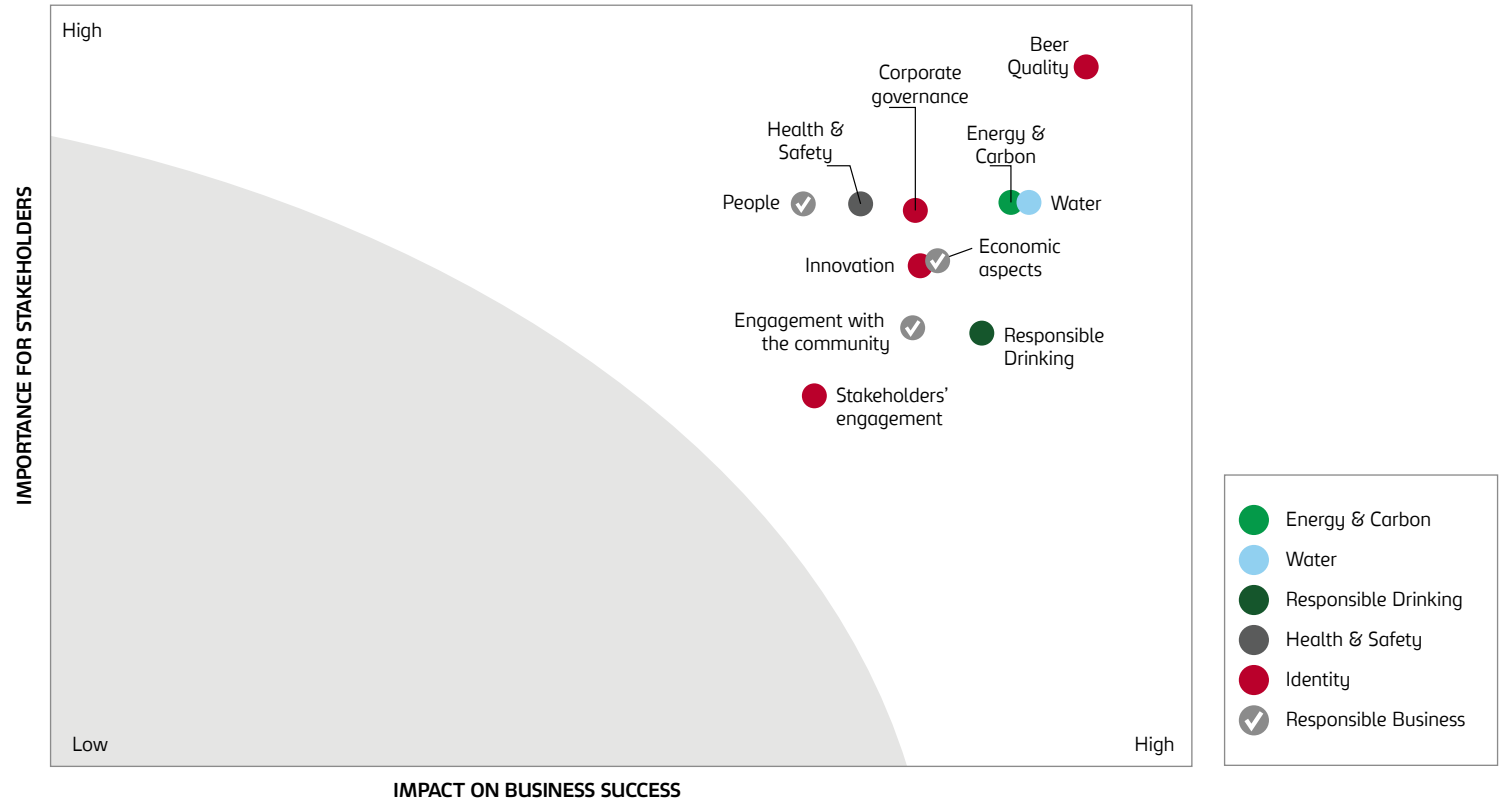 High
Beer
Quality
Corporate
governance
Health &
Safety
Energy &
Carbon
People
Water
Innovation
Economic
aspects
Engagement with
the community
Responsible
Drinking
Stakeholders’
engagement
IMPORTANCE FOR STAKEHOLDERS
Low
High
IMPACT ON BUSINESS SUCCESS
Energy & Carbon
Water
Responsible Drinking
Health & Safety
Identity
Responsible Business